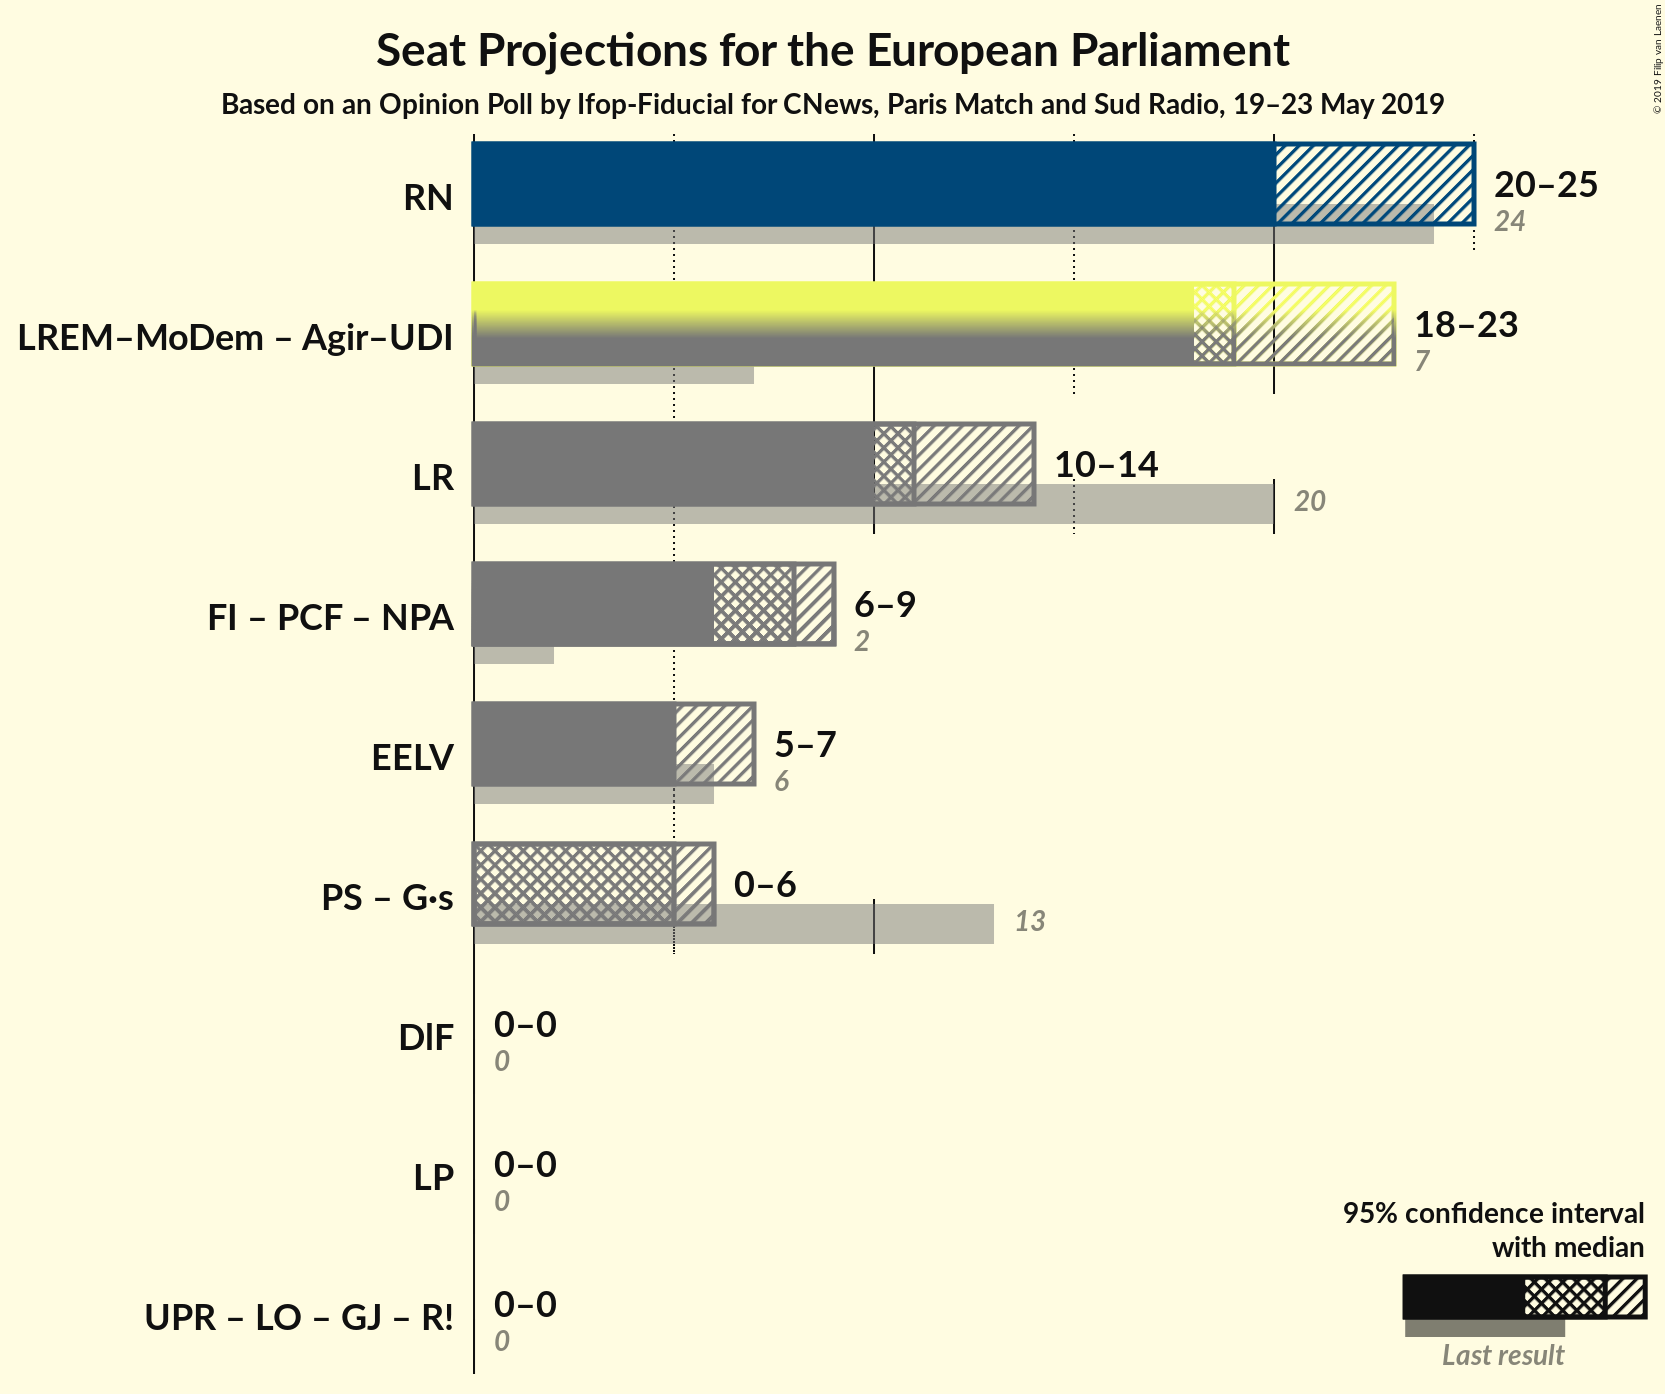 Seat Projections for the European Parliament
Based on an Opinion Poll by Ifop-Fiducial for CNews, Paris Match and Sud Radio, 19–23 May 2019
© 2019 Filip van Laenen
RN
20–25
24
LREM–MoDem – Agir–UDI
18–23
7
LR
10–14
20
FI – PCF – NPA
6–9
2
EELV
5–7
6
PS – G·s
0–6
13
DlF
0–0
0
LP
0–0
0
UPR – LO – GJ – R!
0–0
0
95% confidence interval
with median
Last result